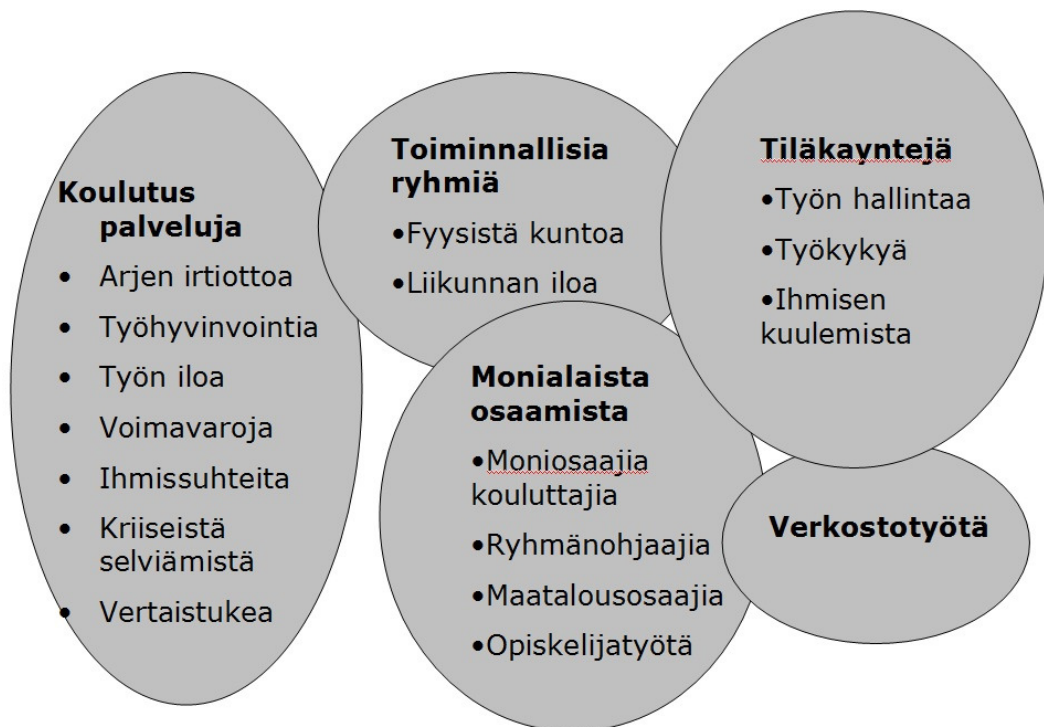 Koulutus
palveluja
• Arjen irtiottoa
• Työhyvinvointia
• Työn iloa
• Voimavaroja
• Ihmissuhteita
• Kriiseistä
selviämistä
• Vertaistukea
Toiminnallisia
ryhmiä
•Fyysistä kuntoa
•Liikunnan iloa
Monialaista
osaamista
•Moniosaajia
kouluttajia
•Ryhmänohjaajia
•Maatalousosaajia
•Opiskelijatyötä
Tiläkayntejä
•Työn hallintaa
•Työkykyä
•Ihmisen
kuulemista
Verkostotyötä